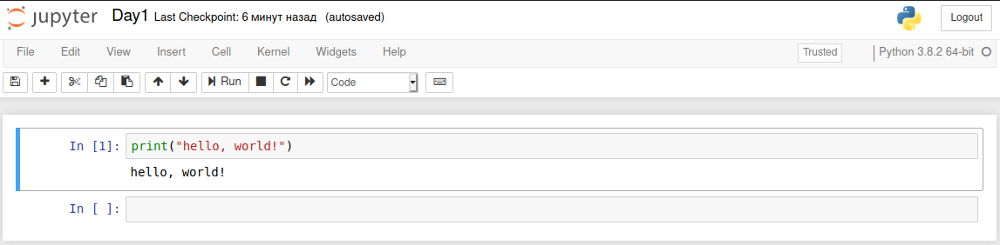 jupyter Day1 Last Checkpoint: 6 минут назад (autosaved) Logout
File Edit View Insert Cell Kernel Widgets Help Trusted Python 3.8.2 64-bit
Run Code
In [1]: print("hello, world!")
hello, world!
In [ ]: